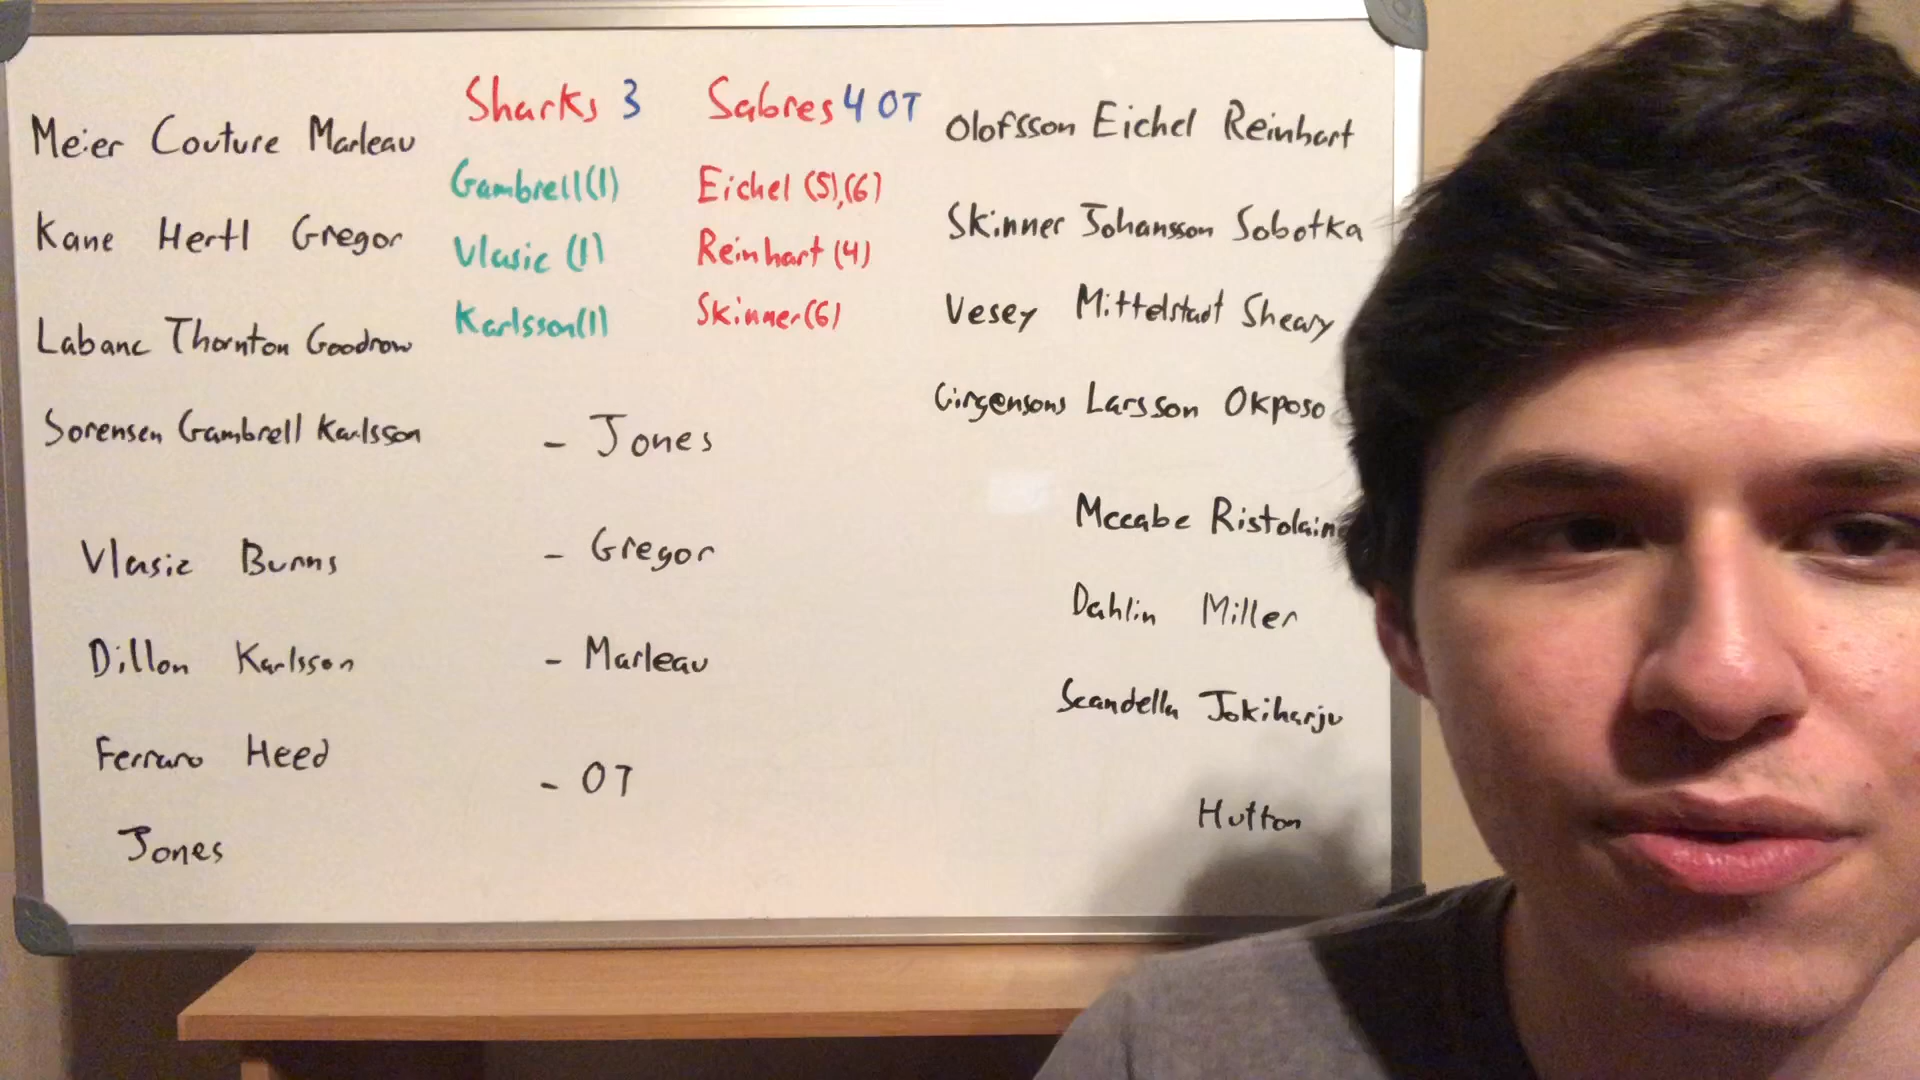 Sharks 3 Sabres 4 OT
Gambrell(1)
Vlasic (1)
Karlsson(1)
Eichel (5),(6)
Reinhart (4)
Skinner(6)
Meier Couture Marleau
Kane Hertl Gregor
Labanc Thornton Goodrow
Sorensen Gambrell Karlsson
Vlasic Burns
Dillon Karlsson
Ferraro Heed
Jones
- Jones
- Gregor
- Marleau
- OT
Olofsson Eichel Reinhart
Skinner Johansson Sobotka
Vesey Mittelstadt Sheary
Girgensons Larsson Okposo
Mccabe Ristolaine
Dahlin Miller
Scandella Jokiharju
Hutton